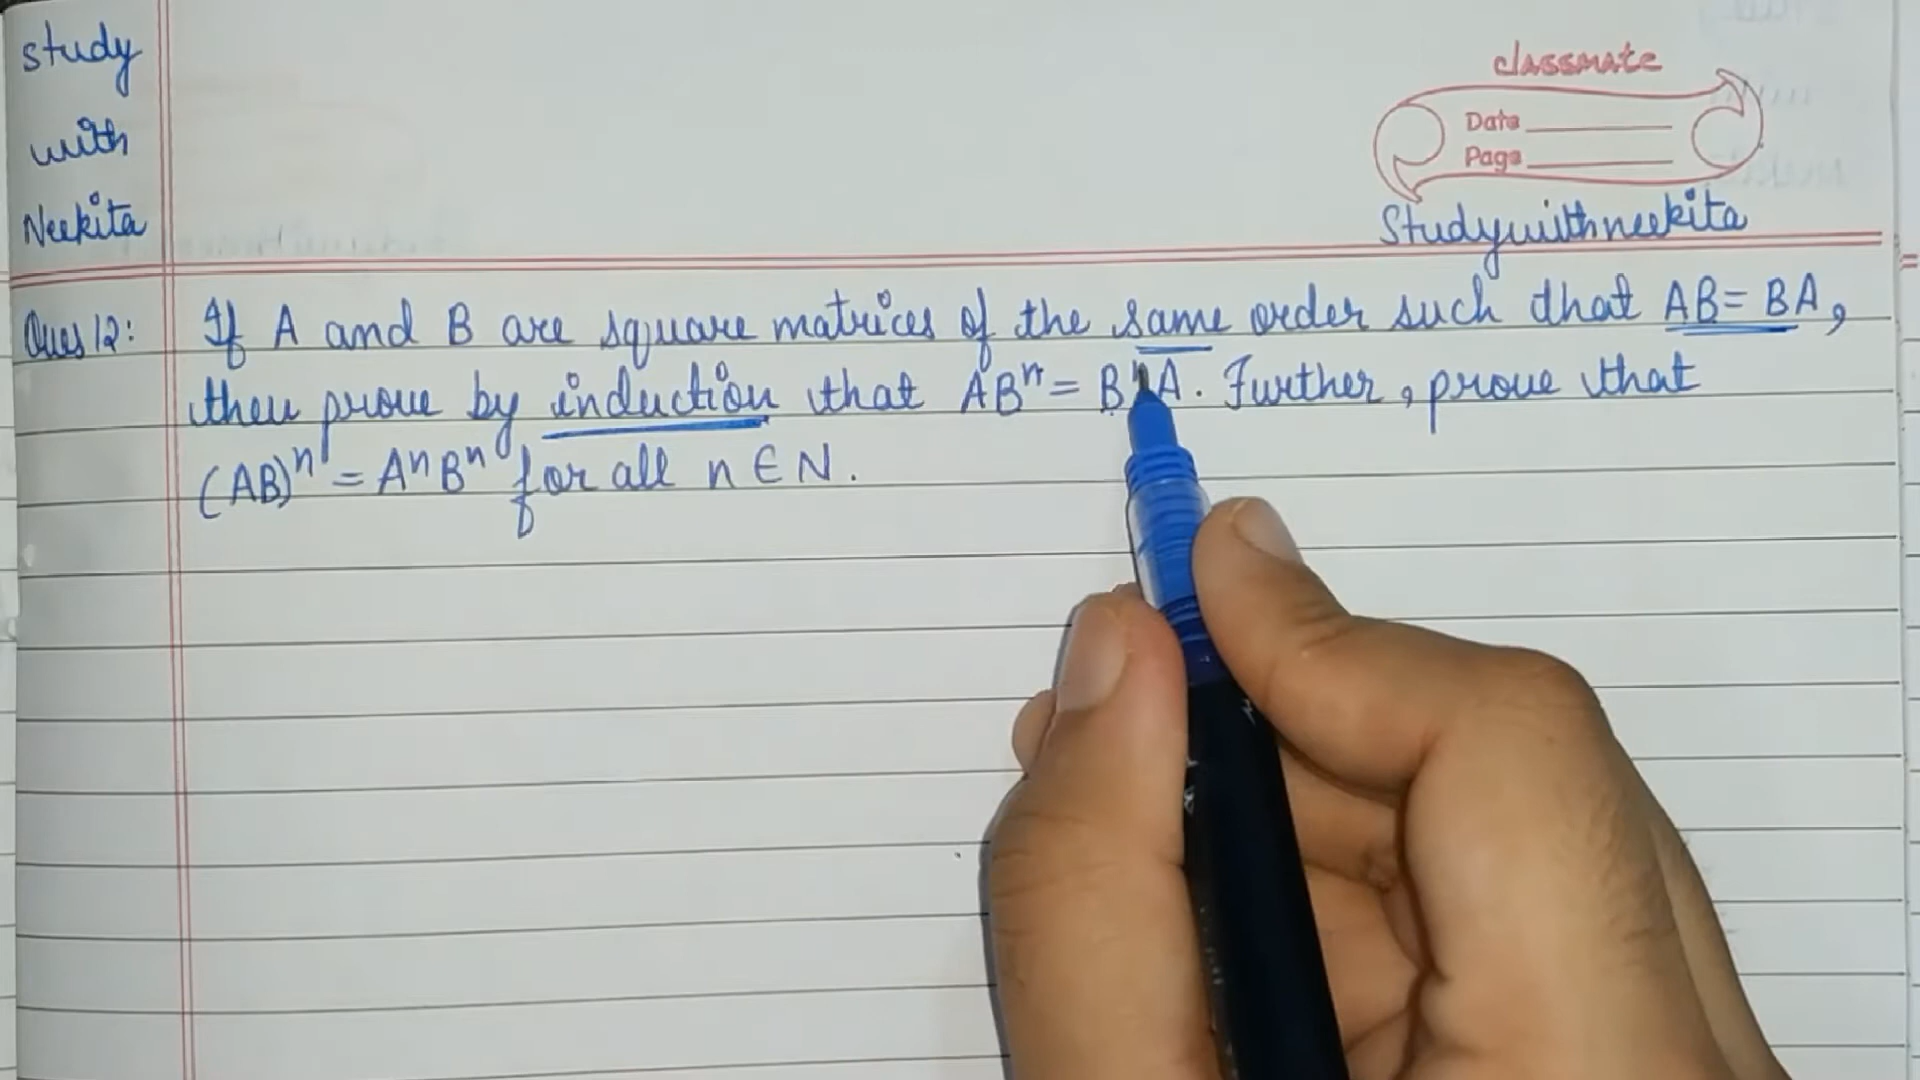 study
with
Neekita
classmate
Date
Page
Studywithneekita
Ques 12: If A and B are square matrices of the same order such that AB = BA,
then prove by induction that ABⁿ = BⁿA. Further, prove that
(AB)ⁿ = AⁿBⁿ for all n ∈ N.